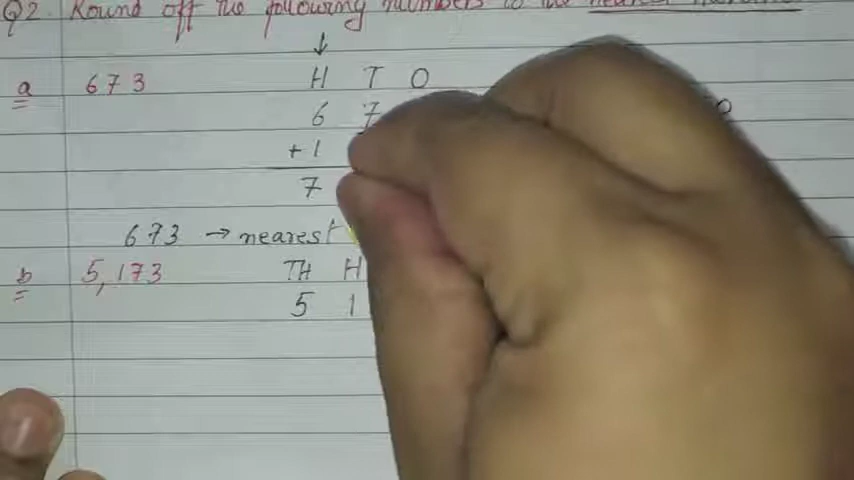 Q2. Round off the following numbers to the nearest
↓
a 673 H T O
6 7
+ 1
7
673 → nearest
b 5,173 TH H
5 1